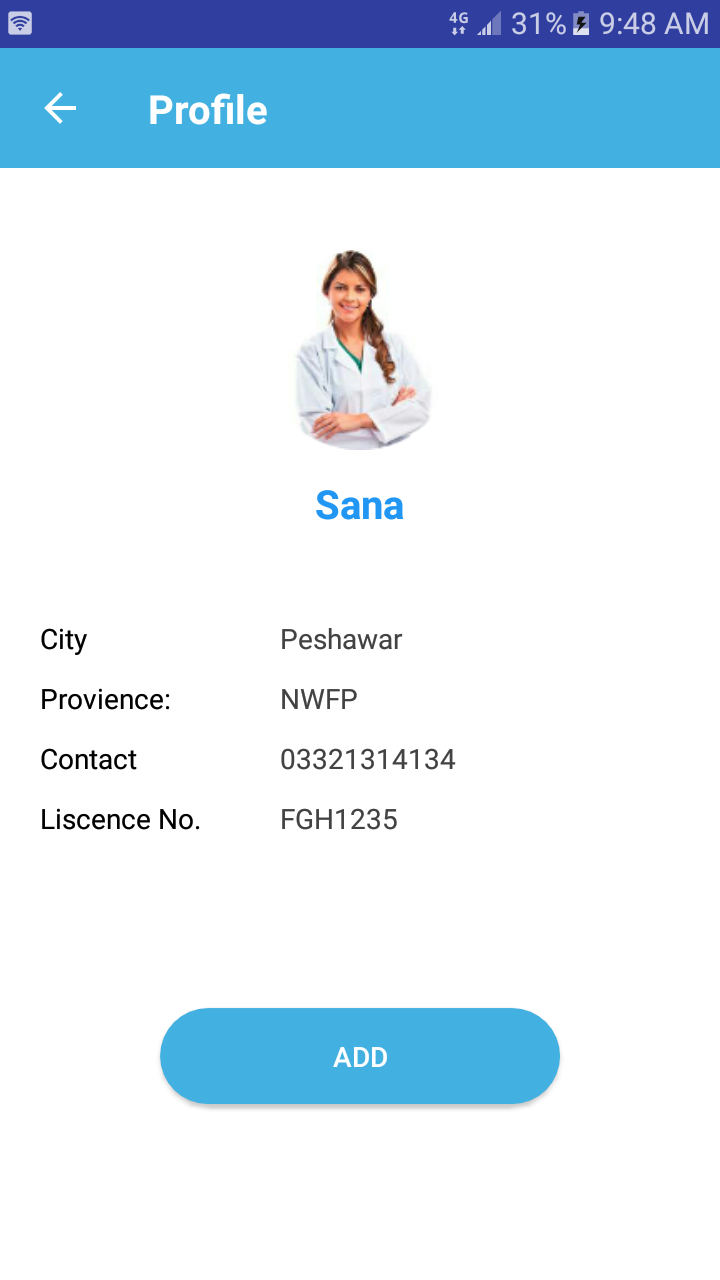 4G 31% 9:48 AM
Profile
Sana
City Peshawar
Provience: NWFP
Contact 03321314134
Liscence No. FGH1235
ADD